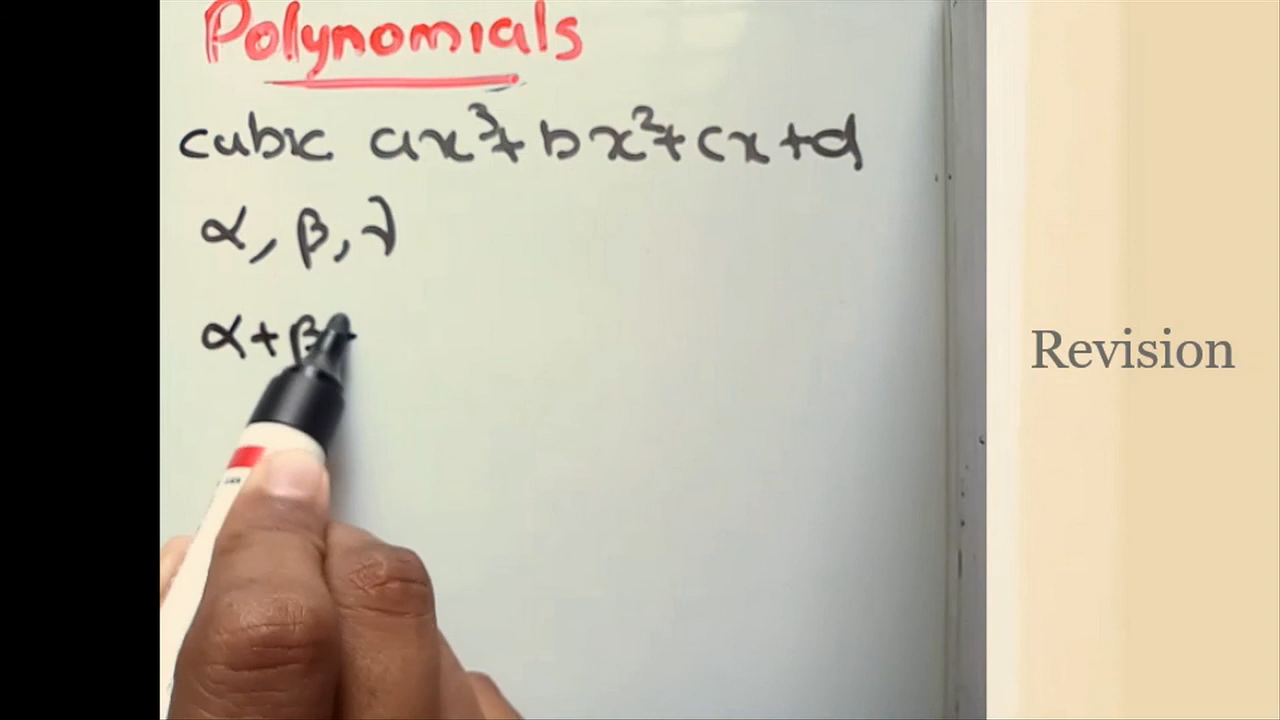 Polynomials
cubic ax³+bx²+cx+d
α, β, γ
α+β+
Revision